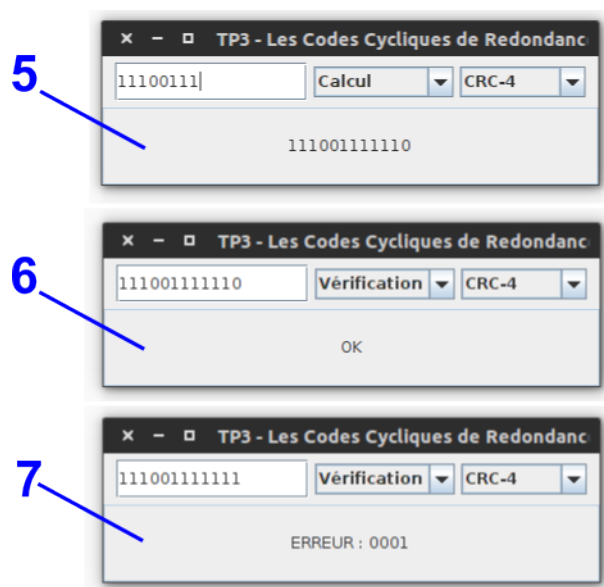 5
TP3 - Les Codes Cycliques de Redondanc
11100111
Calcul
CRC-4
111001111110
6
TP3 - Les Codes Cycliques de Redondanc
111001111110
Vérification
CRC-4
OK
7
TP3 - Les Codes Cycliques de Redondanc
111001111111
Vérification
CRC-4
ERREUR : 0001